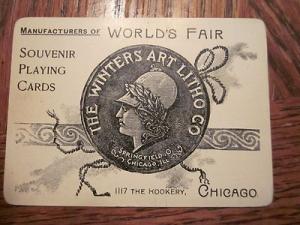 MANUFACTURERS OF WORLD'S FAIR
SOUVENIR
PLAYING
CARDS
THE WINTERS ART LITHO CO
SPRINGFIELD, O.
CHICAGO, ILL.
1117 THE ROOKERY, CHICAGO